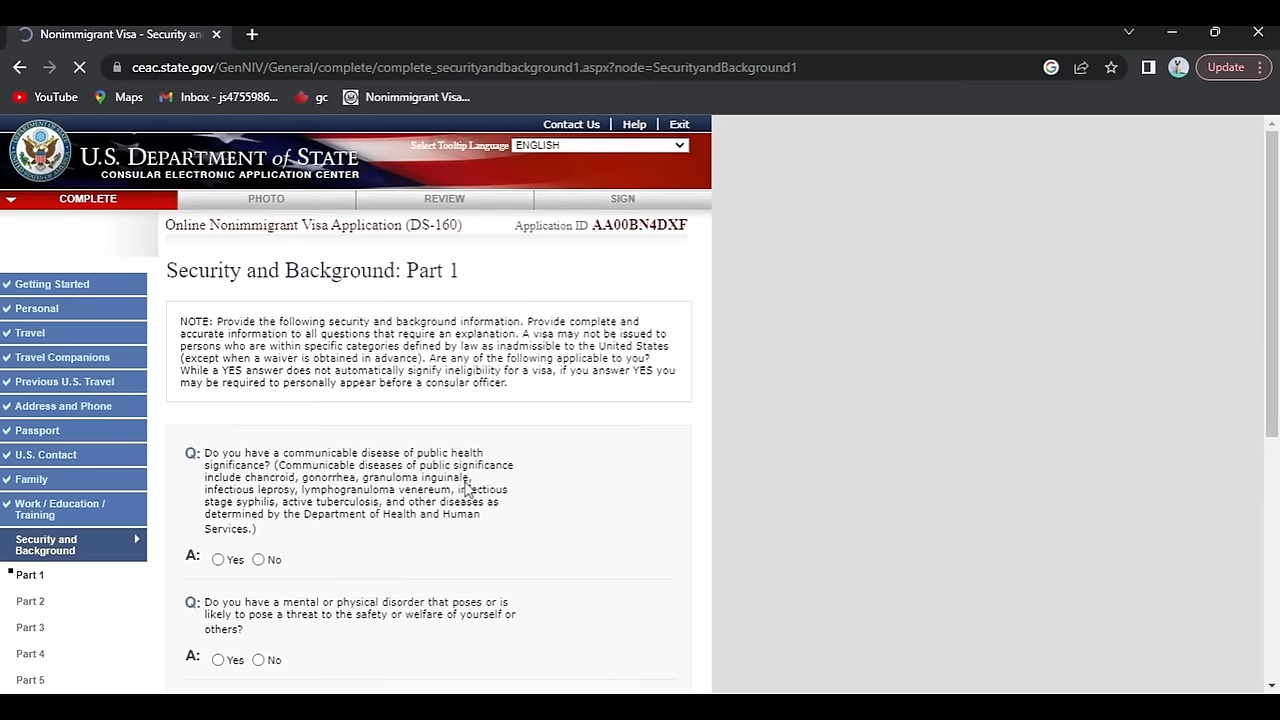 Nonimmigrant Visa - Security an
ceac.state.gov/GenNIV/General/complete/complete_securityandbackground1.aspx?node=SecurityandBackground1
Update
YouTube
Maps
Inbox - js4755986...
gc
Nonimmigrant Visa...
Contact Us | Help | Exit
Select Tooltip Language ENGLISH
U.S. DEPARTMENT of STATE
CONSULAR ELECTRONIC APPLICATION CENTER
COMPLETE PHOTO REVIEW SIGN
Online Nonimmigrant Visa Application (DS-160) Application ID AA00BN4DXF
Getting Started
Personal
Travel
Travel Companions
Previous U.S. Travel
Address and Phone
Passport
U.S. Contact
Family
Work / Education /
Training
Security and
Background
Part 1
Part 2
Part 3
Part 4
Part 5
Security and Background: Part 1
NOTE: Provide the following security and background information. Provide complete and
accurate information to all questions that require an explanation. A visa may not be issued to
persons who are within specific categories defined by law as inadmissible to the United States
(except when a waiver is obtained in advance). Are any of the following applicable to you?
While a YES answer does not automatically signify ineligibility for a visa, if you answer YES you
may be required to personally appear before a consular officer.
Q: Do you have a communicable disease of public health
significance? (Communicable diseases of public significance
include chancroid, gonorrhea, granuloma inguinale,
infectious leprosy, lymphogranuloma venereum, infectious
stage syphilis, active tuberculosis, and other diseases as
determined by the Department of Health and Human
Services.)
A: Yes No
Q: Do you have a mental or physical disorder that poses or is
likely to pose a threat to the safety or welfare of yourself or
others?
A: Yes No